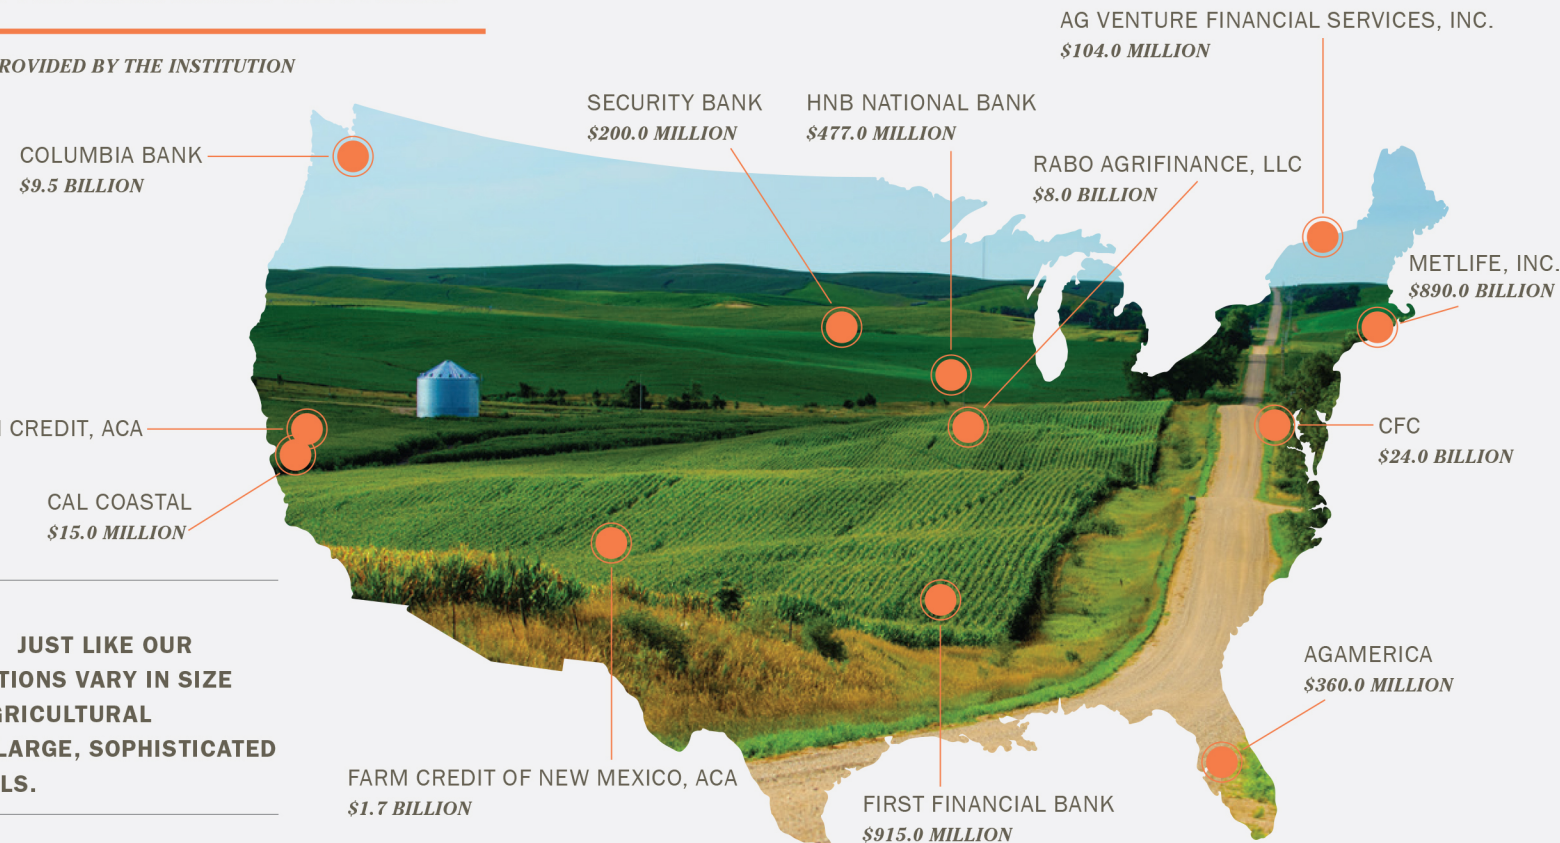 AG VENTURE FINANCIAL SERVICES, INC.
$104.0 MILLION
PROVIDED BY THE INSTITUTION
SECURITY BANK
$200.0 MILLION
HNB NATIONAL BANK
$477.0 MILLION
COLUMBIA BANK
$9.5 BILLION
RABO AGRIFINANCE, LLC
$8.0 BILLION
METLIFE, INC.
$890.0 BILLION
CREDIT, ACA
CFC
$24.0 BILLION
CAL COASTAL
$15.0 MILLION
JUST LIKE OUR
VARY IN SIZE
AGRICULTURAL
LARGE, SOPHISTICATED
AGAMERICA
$360.0 MILLION
FARM CREDIT OF NEW MEXICO, ACA
$1.7 BILLION
FIRST FINANCIAL BANK
$915.0 MILLION